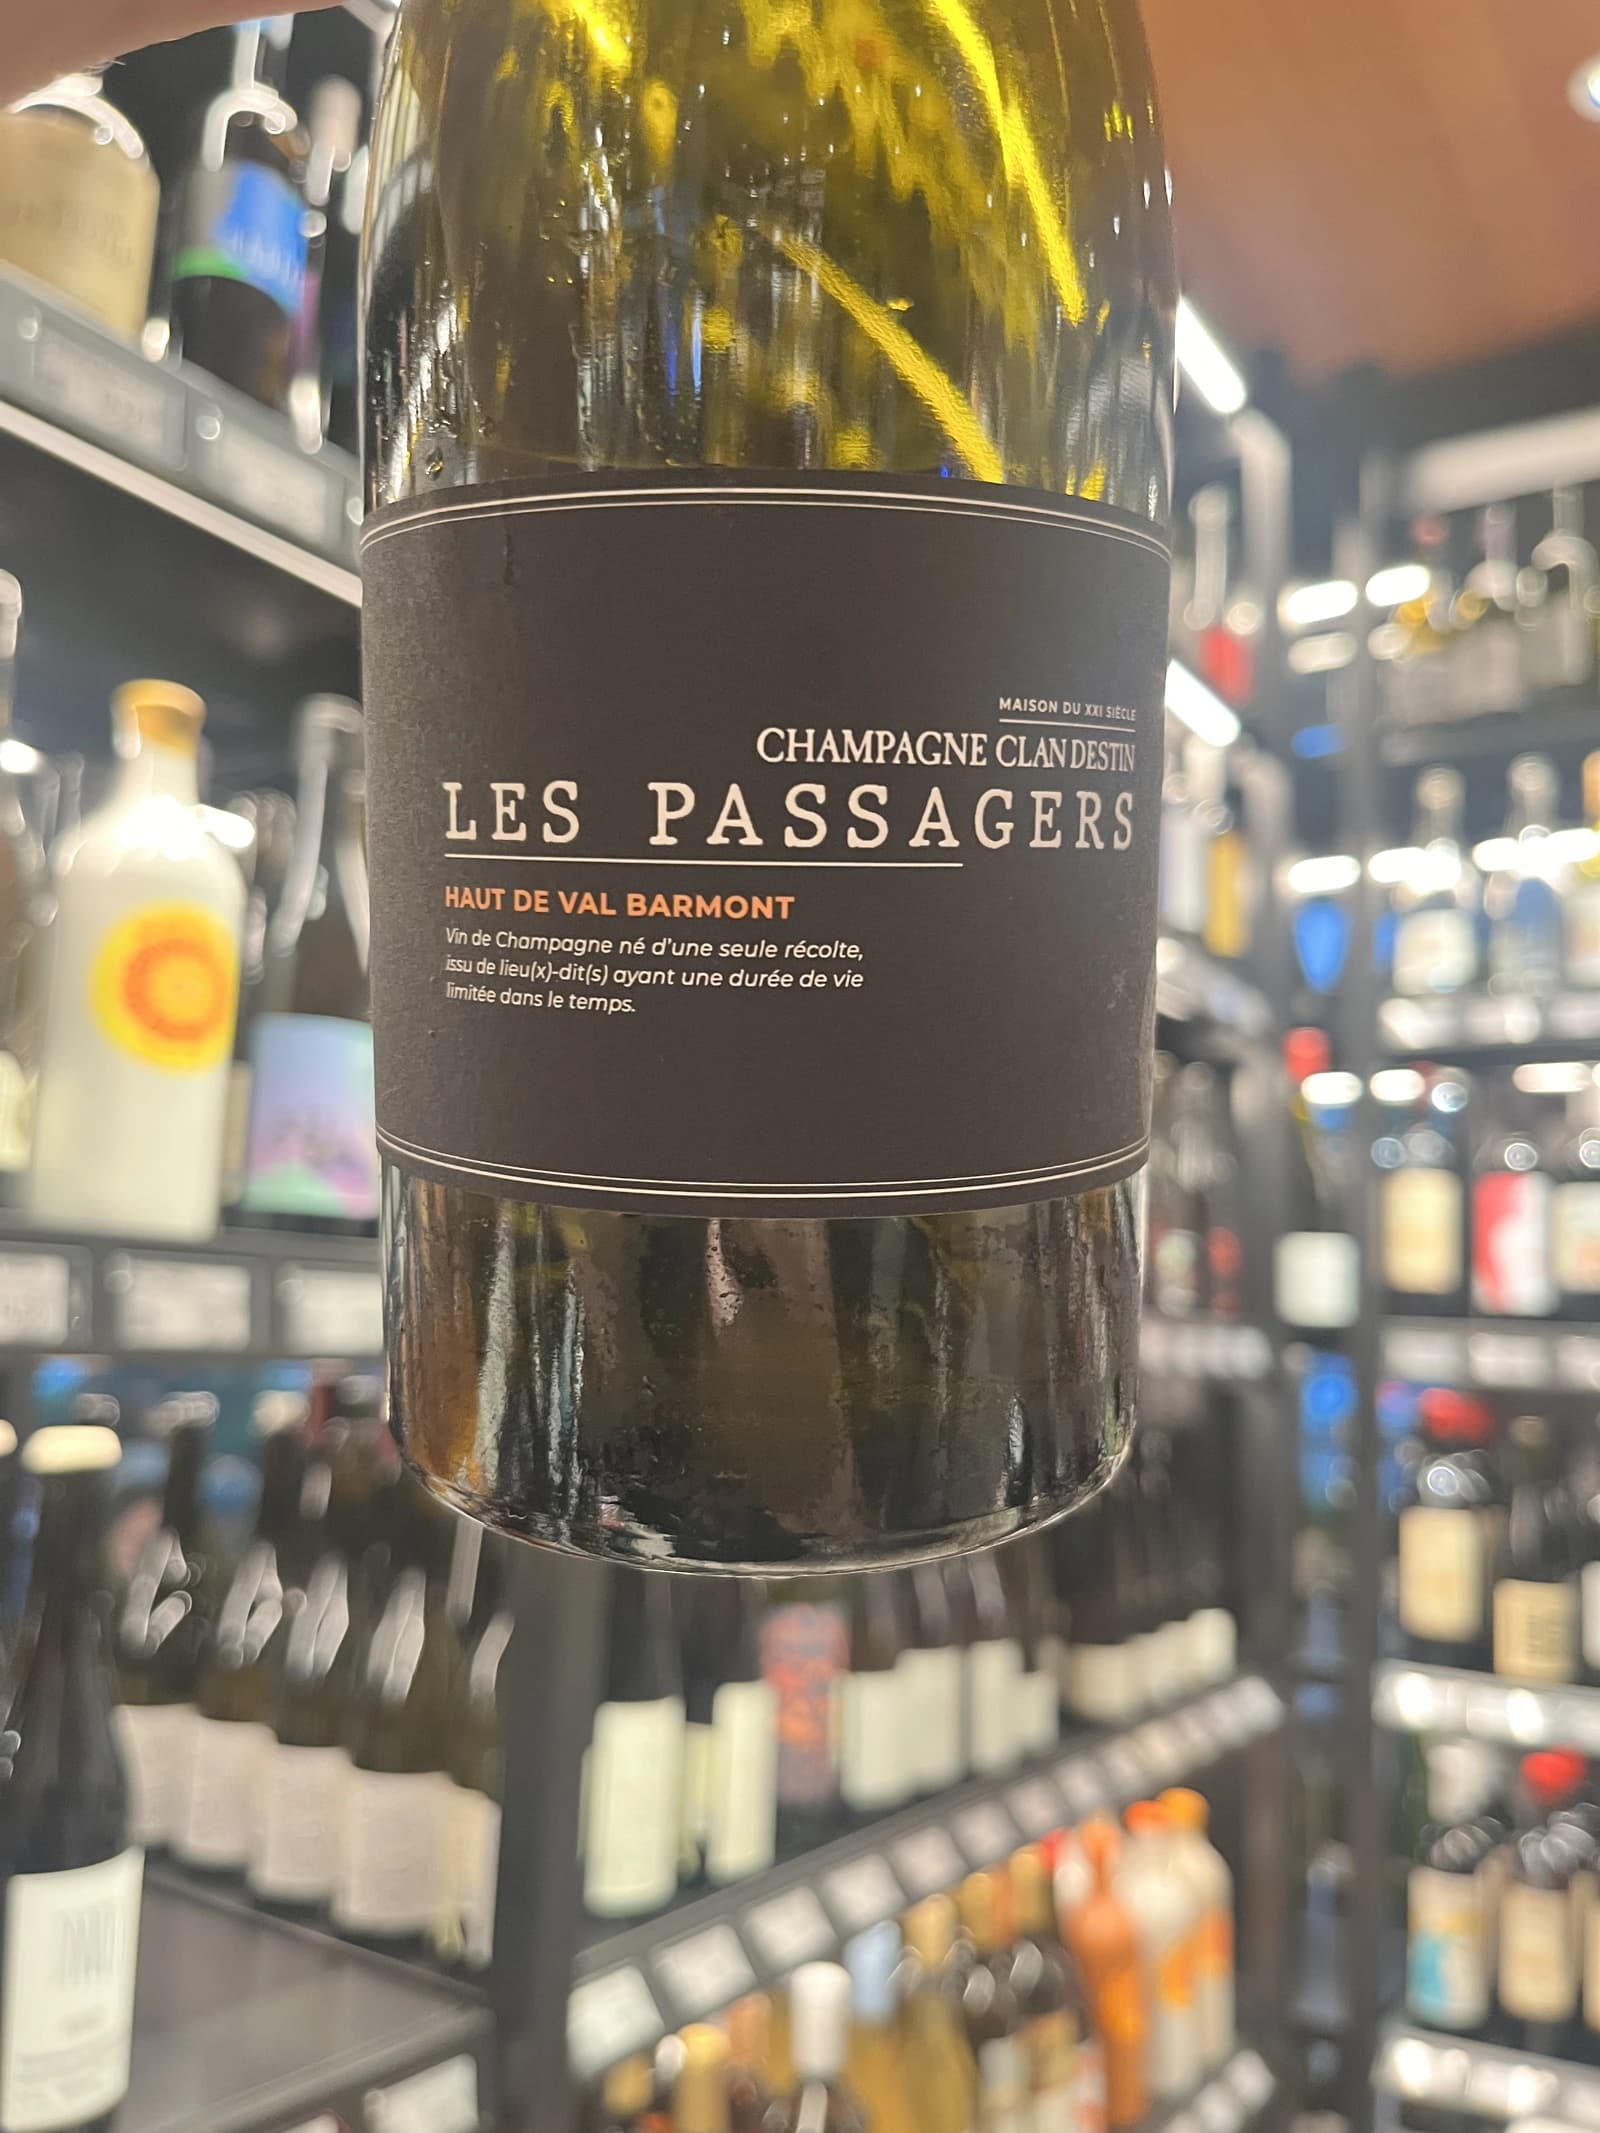 MAISON DU XXI SIÈCLE
CHAMPAGNE CLANDESTIN
LES PASSAGERS
HAUT DE VAL BARMONT
Vin de Champagne né d'une seule récolte,
issu de lieu(x)-dit(s) ayant une durée de vie
limitée dans le temps.